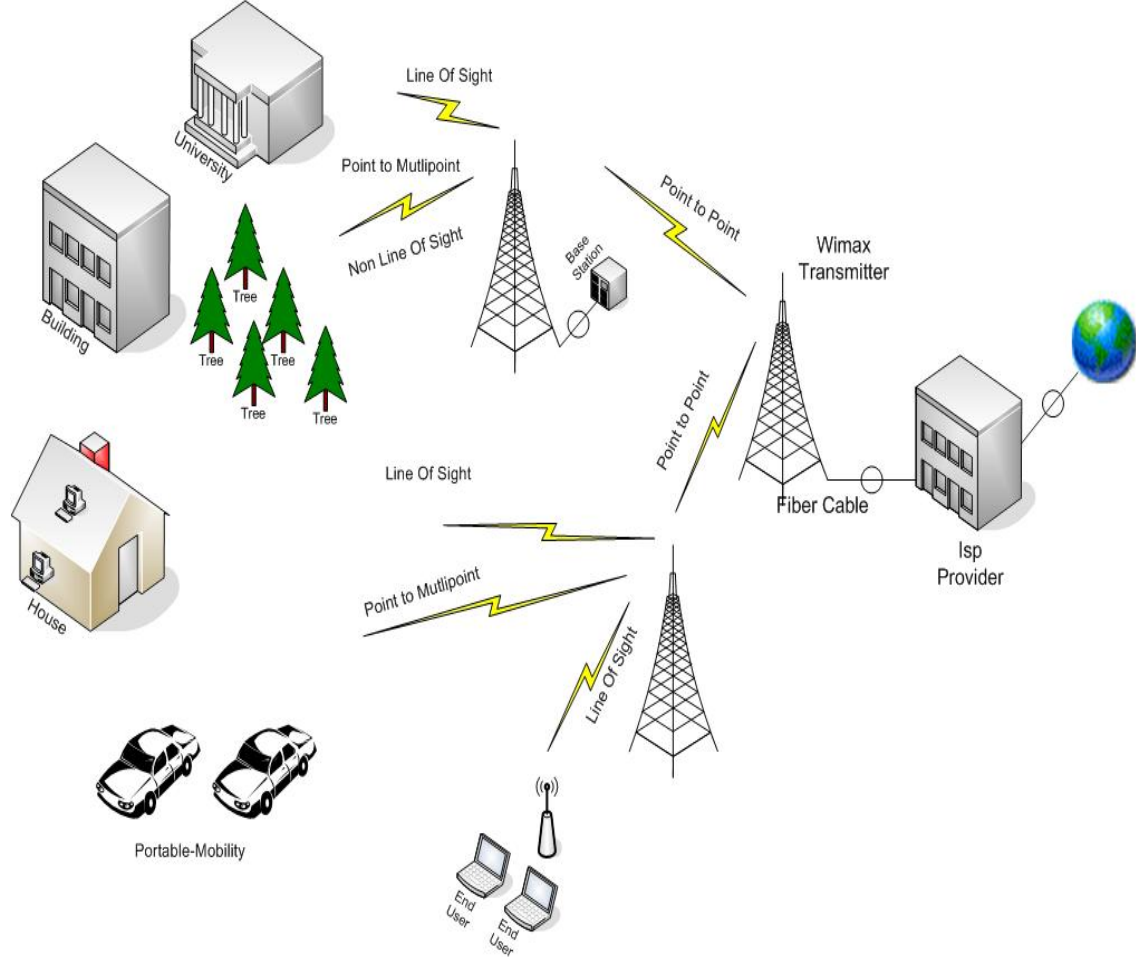 Line Of Sight
University
Point to Mutlipoint
Point to Point
Non Line Of Sight
Base
Station
Wimax
Transmitter
Building
Tree
Tree
Tree
Tree
Tree
Point to Point
Line Of Sight
Fiber Cable
Isp
Provider
House
Point to Mutlipoint
Line Of Sight
Portable-Mobility
End
User
End
User